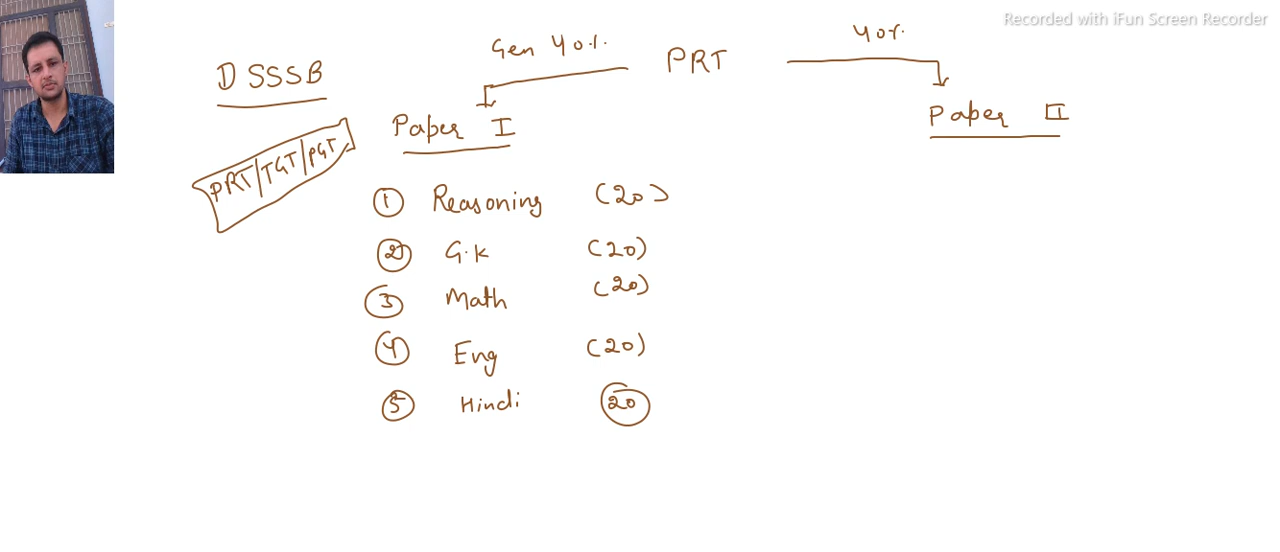 Recorded with iFun Screen Recorder
DSSSB
Gen 40%.
PRT
40%.
Paper I
Paper II
PRT/TGT/PGT
1 Reasoning (20)
2 G.K (20)
3 Math (20)
4 Eng (20)
5 Hindi 20